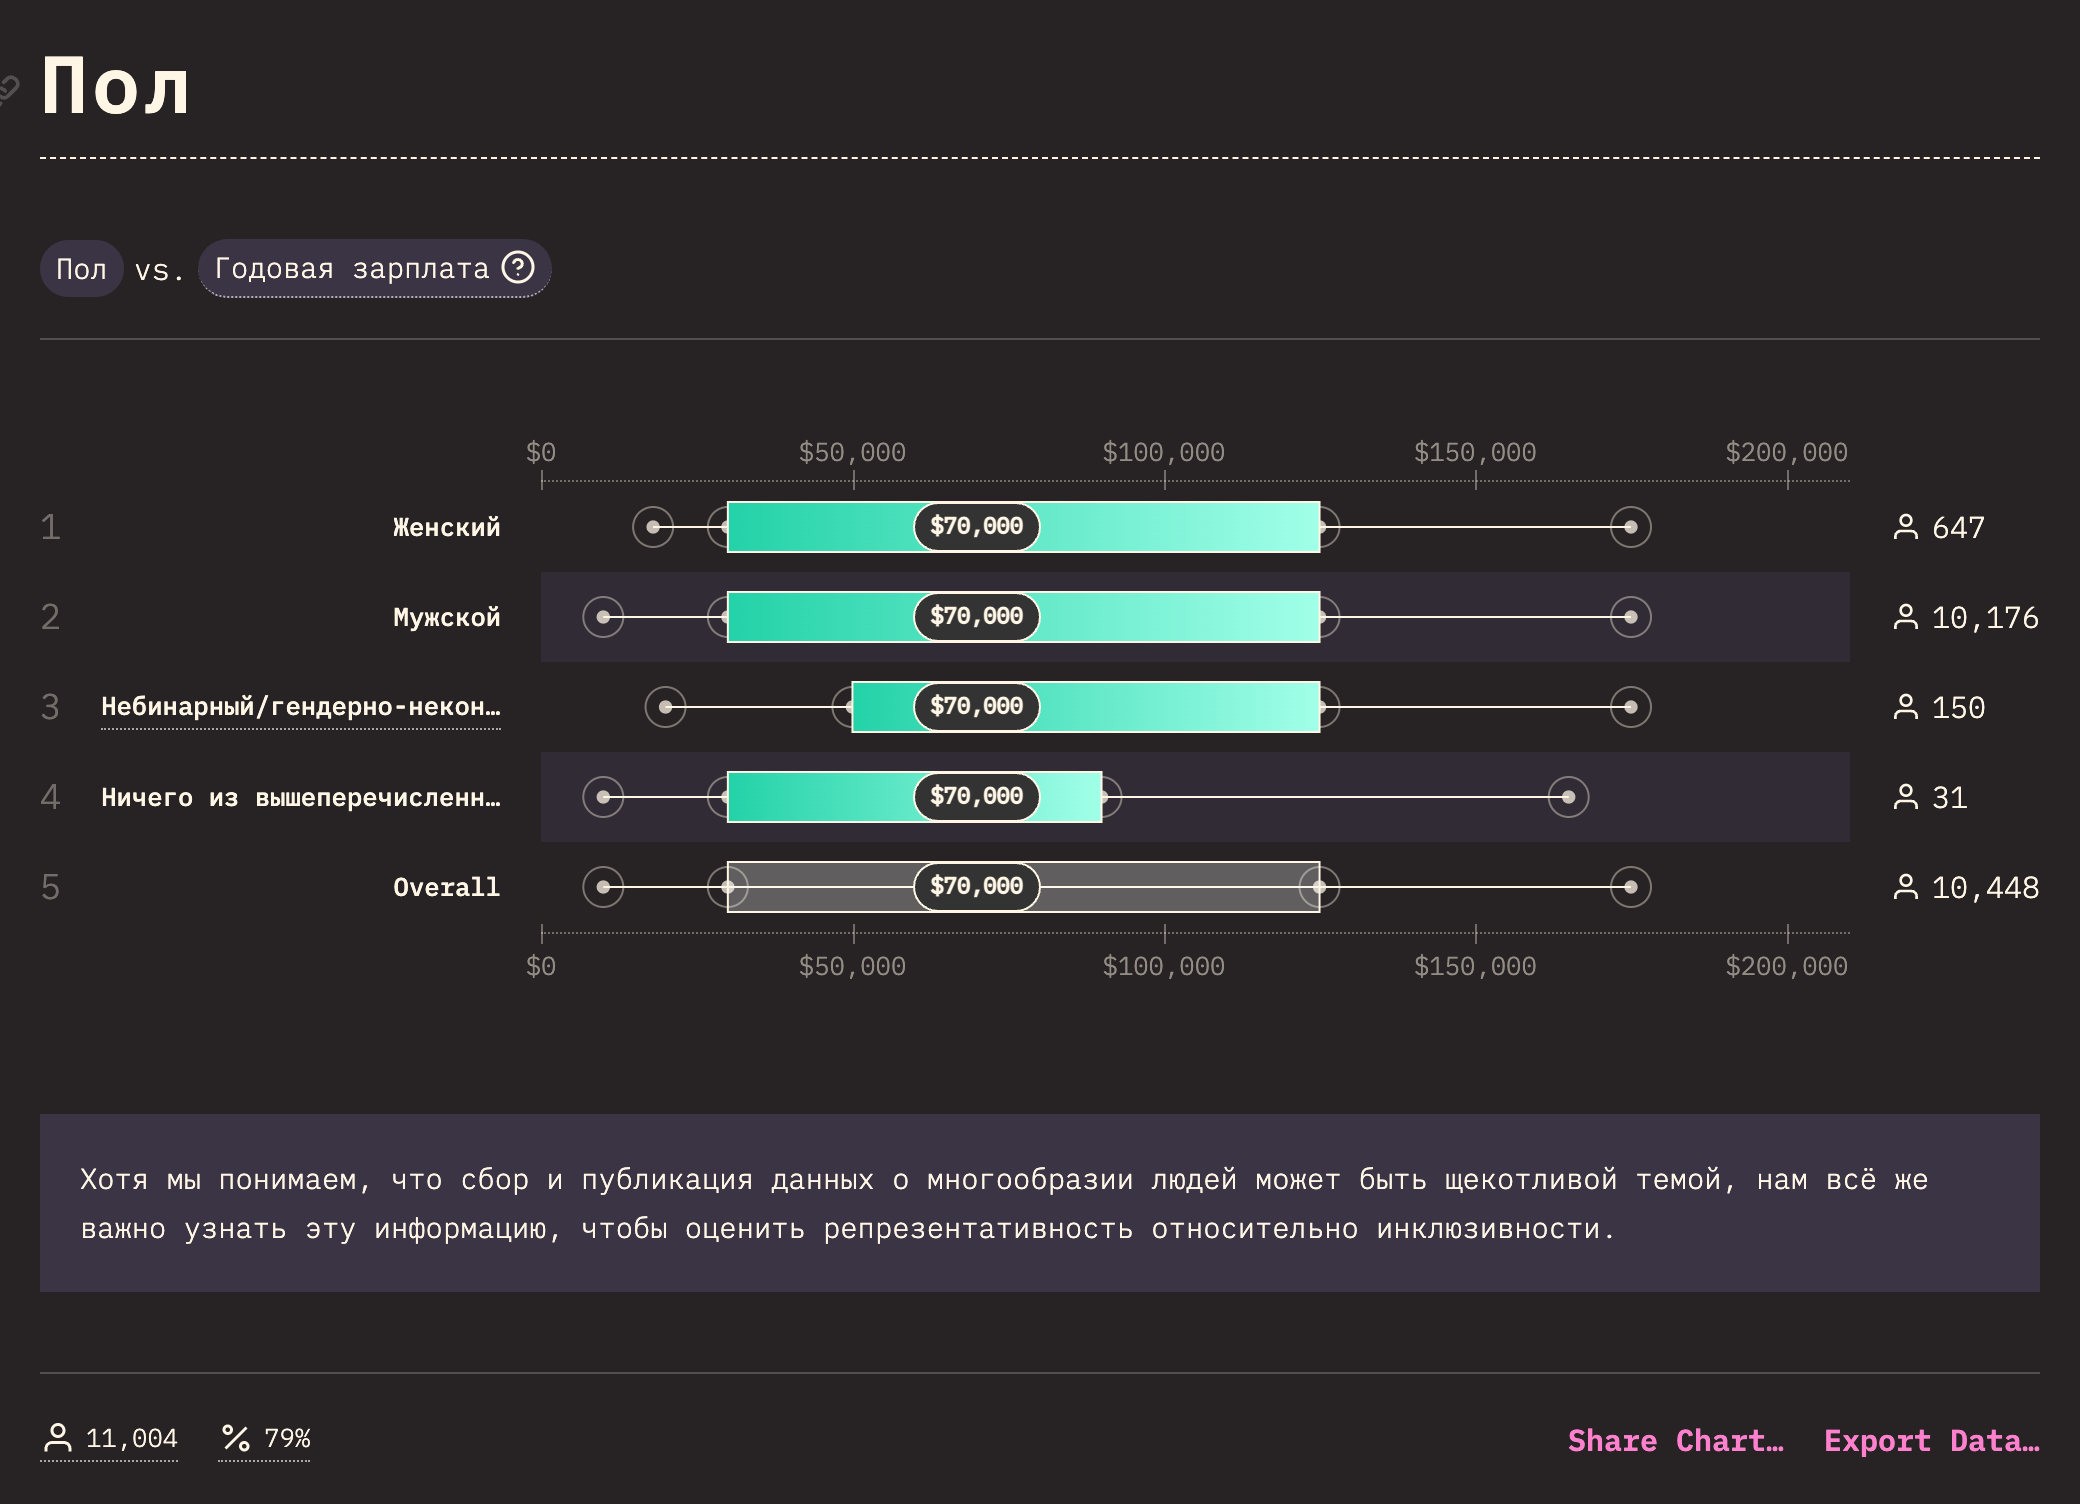 Пол
Пол vs. Годовая зарплата
$0 $50,000 $100,000 $150,000 $200,000
1 Женский $70,000 647
2 Мужской $70,000 10,176
3 Небинарный/гендерно-некон… $70,000 150
4 Ничего из вышеперечисленн… $70,000 31
5 Overall $70,000 10,448
$0 $50,000 $100,000 $150,000 $200,000
Хотя мы понимаем, что сбор и публикация данных о многообразии людей может быть щекотливой темой, нам всё же
важно узнать эту информацию, чтобы оценить репрезентативность относительно инклюзивности.
11,004 79% Share Chart… Export Data…